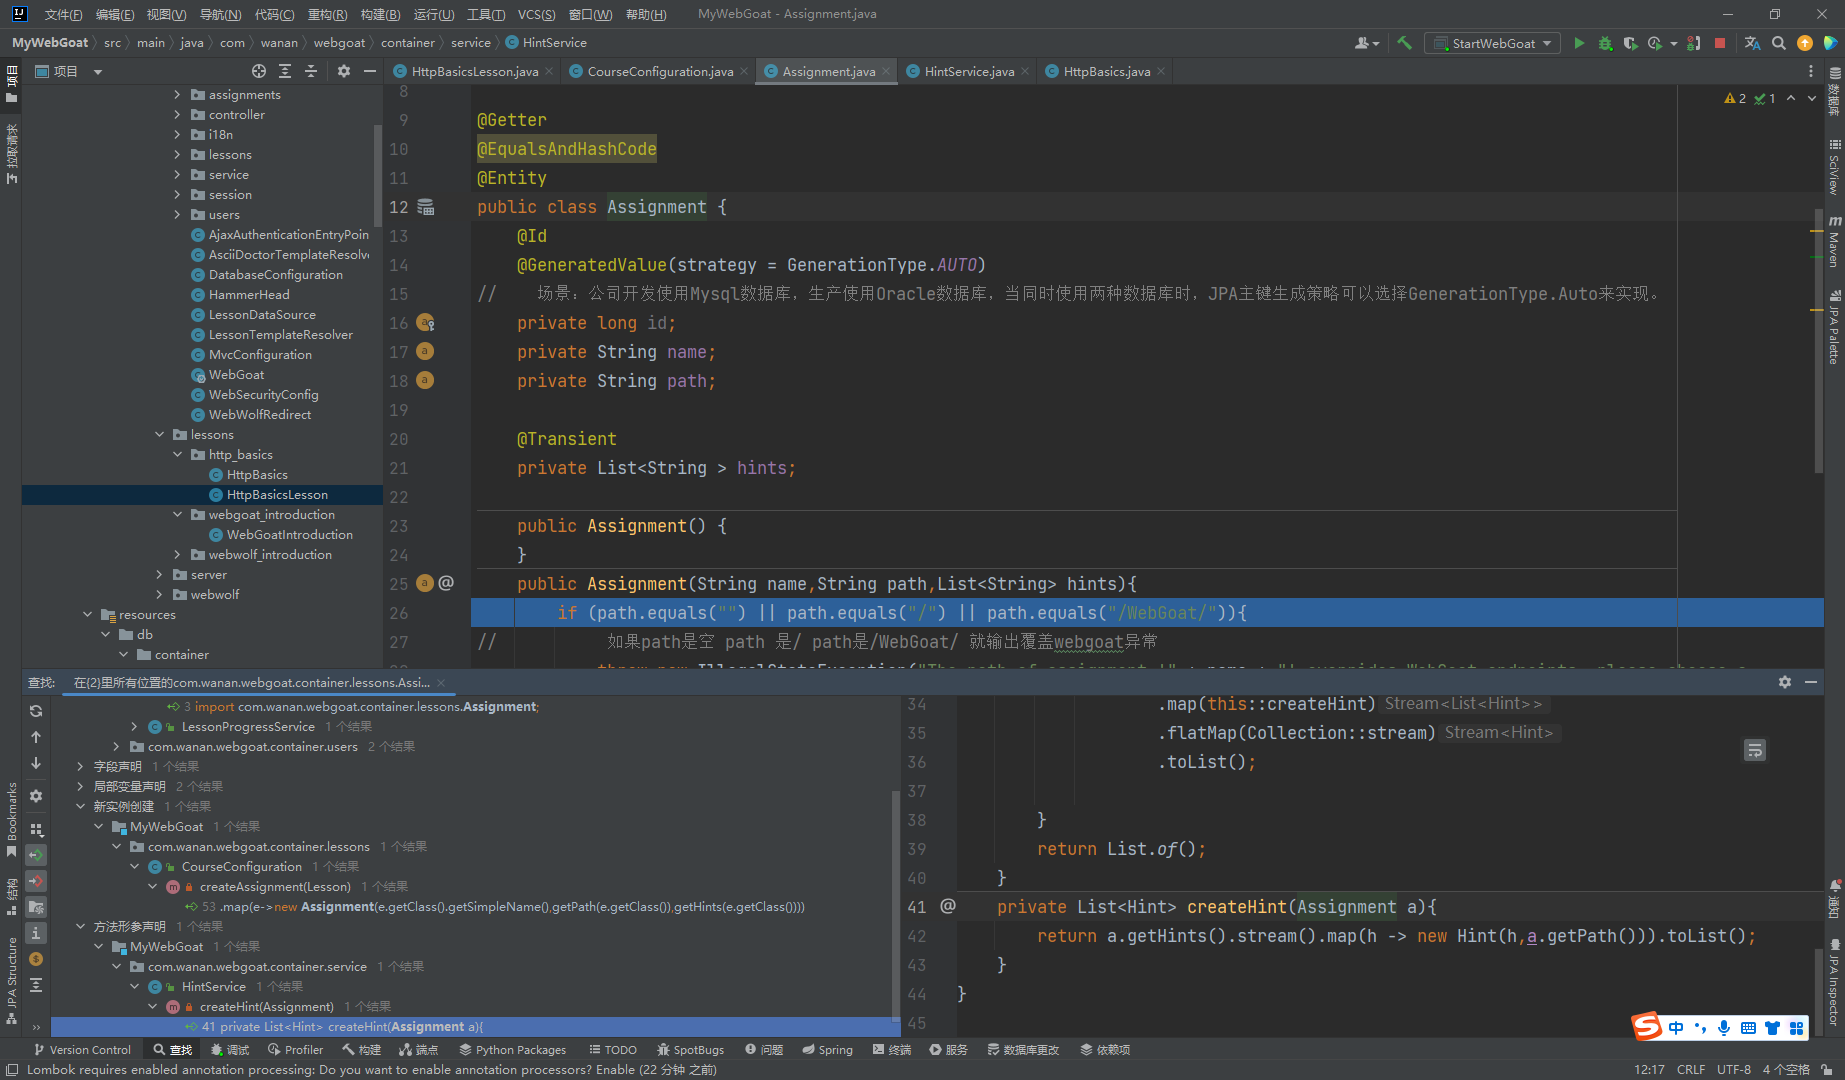 文件(F) 编辑(E) 视图(V) 导航(N) 代码(C) 重构(R) 构建(B) 运行(U) 工具(T) VCS(S) 窗口(W) 帮助(H) MyWebGoat - Assignment.java
MyWebGoat src main java com wanan webgoat container service HintService StartWebGoat
项目
HttpBasicsLesson.java CourseConfiguration.java Assignment.java HintService.java HttpBasics.java
项目
拉取请求
assignments
controller
i18n
lessons
service
session
users
AjaxAuthenticationEntryPoin
AsciiDoctorTemplateResolve
DatabaseConfiguration
HammerHead
LessonDataSource
LessonTemplateResolver
MvcConfiguration
WebGoat
WebSecurityConfig
WebWolfRedirect
lessons
http_basics
HttpBasics
HttpBasicsLesson
webgoat_introduction
WebGoatIntroduction
webwolf_introduction
server
webwolf
resources
db
container
2 1
8
9 @Getter
10 @EqualsAndHashCode
11 @Entity
12 public class Assignment {
13 @Id
14 @GeneratedValue(strategy = GenerationType.AUTO)
15 // 场景：公司开发使用Mysql数据库，生产使用Oracle数据库，当同时使用两种数据库时，JPA主键生成策略可以选择GenerationType.Auto来实现。
16 private long id;
17 private String name;
18 private String path;
19
20 @Transient
21 private List<String > hints;
22
23 public Assignment() {
24 }
25 public Assignment(String name,String path,List<String> hints){
26 if (path.equals("") || path.equals("/") || path.equals("/WebGoat/")){
27 // 如果path是空 path 是/ path是/WebGoat/ 就输出覆盖webgoat异常
数据库
SciView
Maven
JPA Palette
通知
JPA Inspector
查找: 在{2}里所有位置的com.wanan.webgoat.container.lessons.Assi...
3 import com.wanan.webgoat.container.lessons.Assignment;
LessonProgressService 1 个结果
com.wanan.webgoat.container.users 2 个结果
字段声明 1 个结果
局部变量声明 2 个结果
新实例创建 1 个结果
MyWebGoat 1 个结果
com.wanan.webgoat.container.lessons 1 个结果
CourseConfiguration 1 个结果
createAssignment(Lesson) 1 个结果
53 .map(e->new Assignment(e.getClass().getSimpleName(),getPath(e.getClass()),getHints(e.getClass())))
方法形参声明 1 个结果
MyWebGoat 1 个结果
com.wanan.webgoat.container.service 1 个结果
HintService 1 个结果
createHint(Assignment) 1 个结果
41 private List<Hint> createHint(Assignment a){
34 .map(this::createHint) Stream<List<Hint>>
35 .flatMap(Collection::stream) Stream<Hint>
36 .toList();
37
38 }
39 return List.of();
40 }
41 private List<Hint> createHint(Assignment a){
42 return a.getHints().stream().map(h -> new Hint(h,a.getPath())).toList();
43 }
44 }
45
Bookmarks
结构
JPA Structure
中
Version Control 查找 调试 Profiler 构建 端点 Python Packages TODO SpotBugs 问题 Spring 终端 服务 数据库更改 依赖项
Lombok requires enabled annotation processing: Do you want to enable annotation processors? Enable (22 分钟 之前) 12:17 CRLF UTF-8 4 个空格